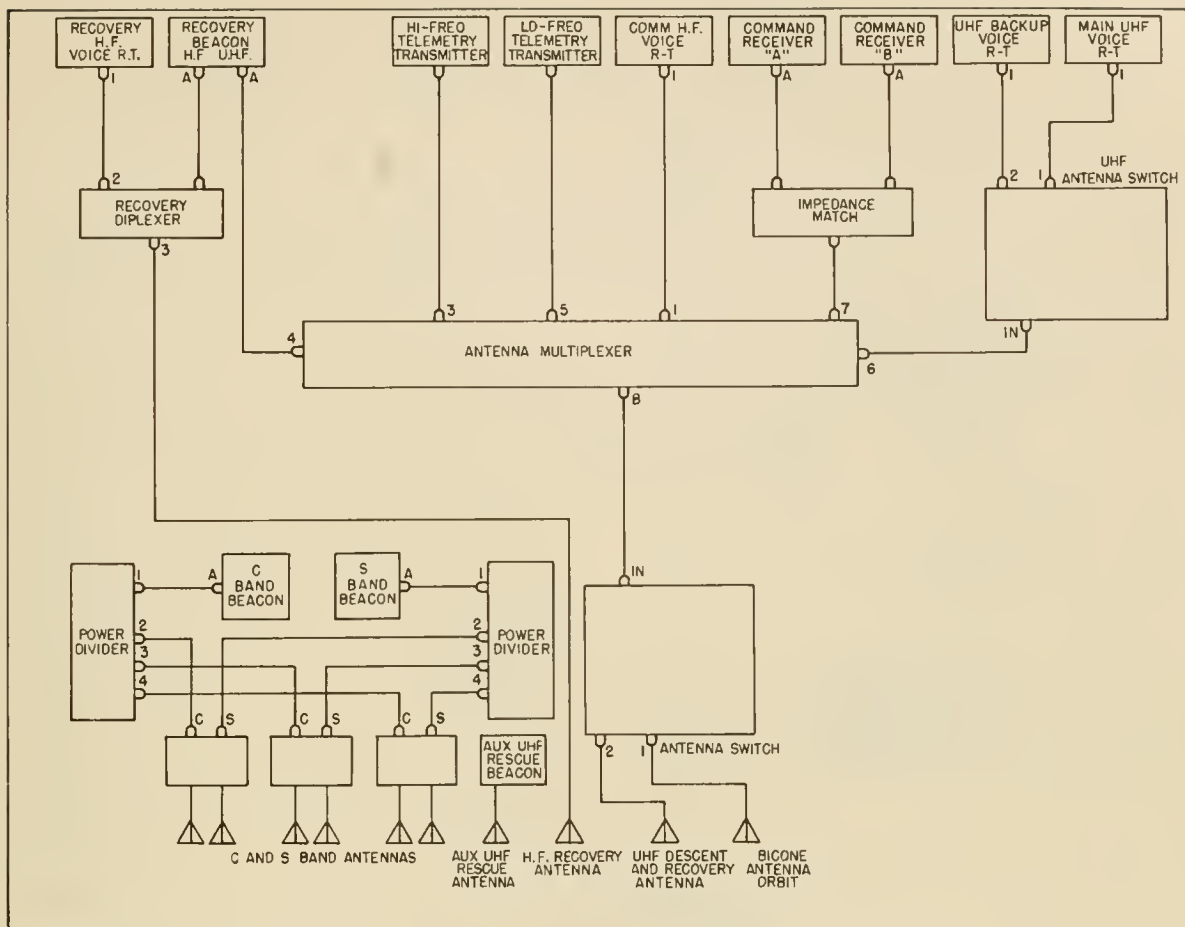 RECOVERY
H.F.
VOICE R.T.
RECOVERY
BEACON
H.F U.H.F.
HI-FREQ
TELEMETRY
TRANSMITTER
LO-FREQ
TELEMETRY
TRANSMITTER
COMM H.F.
VOICE
R-T
COMMAND
RECEIVER
"A"
COMMAND
RECEIVER
"B"
UHF BACKUP
VOICE
R-T
MAIN UHF
VOICE
R-T
1
A
A
1
A
A
1
1
2
RECOVERY
DIPLEXER
3
IMPEDANCE
MATCH
2
1
UHF
ANTENNA SWITCH
IN
3
5
1
7
4
ANTENNA MULTIPLEXER
6
8
1
A
C
BAND
BEACON
S
BAND
BEACON
A
1
IN
POWER
DIVIDER
2
3
4
2
3
4
POWER
DIVIDER
C
S
C
S
C
S
AUX UHF
RESCUE
BEACON
2
1
ANTENNA SWITCH
C AND S BAND ANTENNAS
AUX UHF
RESCUE
ANTENNA
H.F. RECOVERY
ANTENNA
UHF DESCENT
AND RECOVERY
ANTENNA
BICONE
ANTENNA
ORBIT